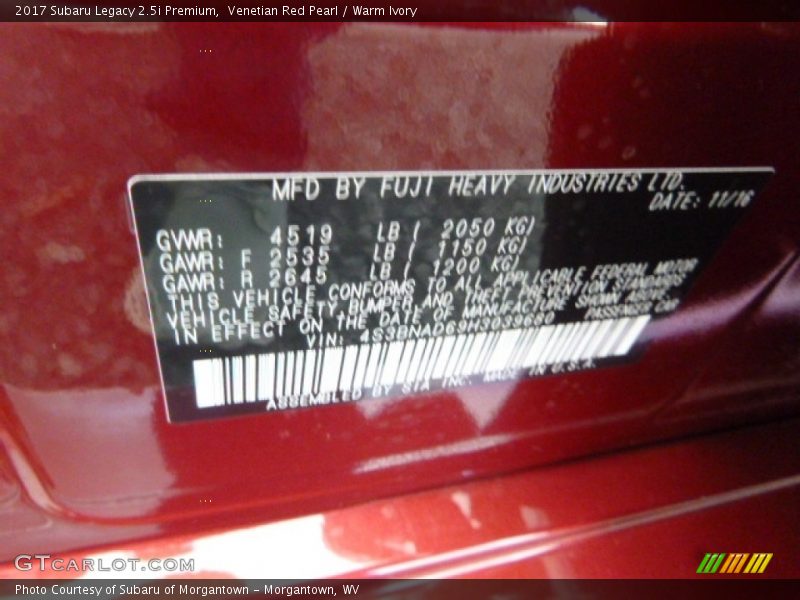 2017 Subaru Legacy 2.5i Premium, Venetian Red Pearl / Warm Ivory
MFD BY FUJI HEAVY INDUSTRIES LTD.
DATE: 11/16
GVWR: 4519 LB ( 2050 KG)
GAWR: F 2535 LB ( 1150 KG)
GAWR: R 2645 LB ( 1200 KG)
THIS VEHICLE CONFORMS TO ALL APPLICABLE FEDERAL MOTOR
VEHICLE SAFETY, BUMPER AND THEFT PREVENTION STANDARDS
IN EFFECT ON THE DATE OF MANUFACTURE SHOWN ABOVE
VIN: PASSENGER CAR
ASSEMBLED BY SIA INC. MADE IN U.S.A.
GTCARLOT.COM
Photo Courtesy of Subaru of Morgantown - Morgantown, WV